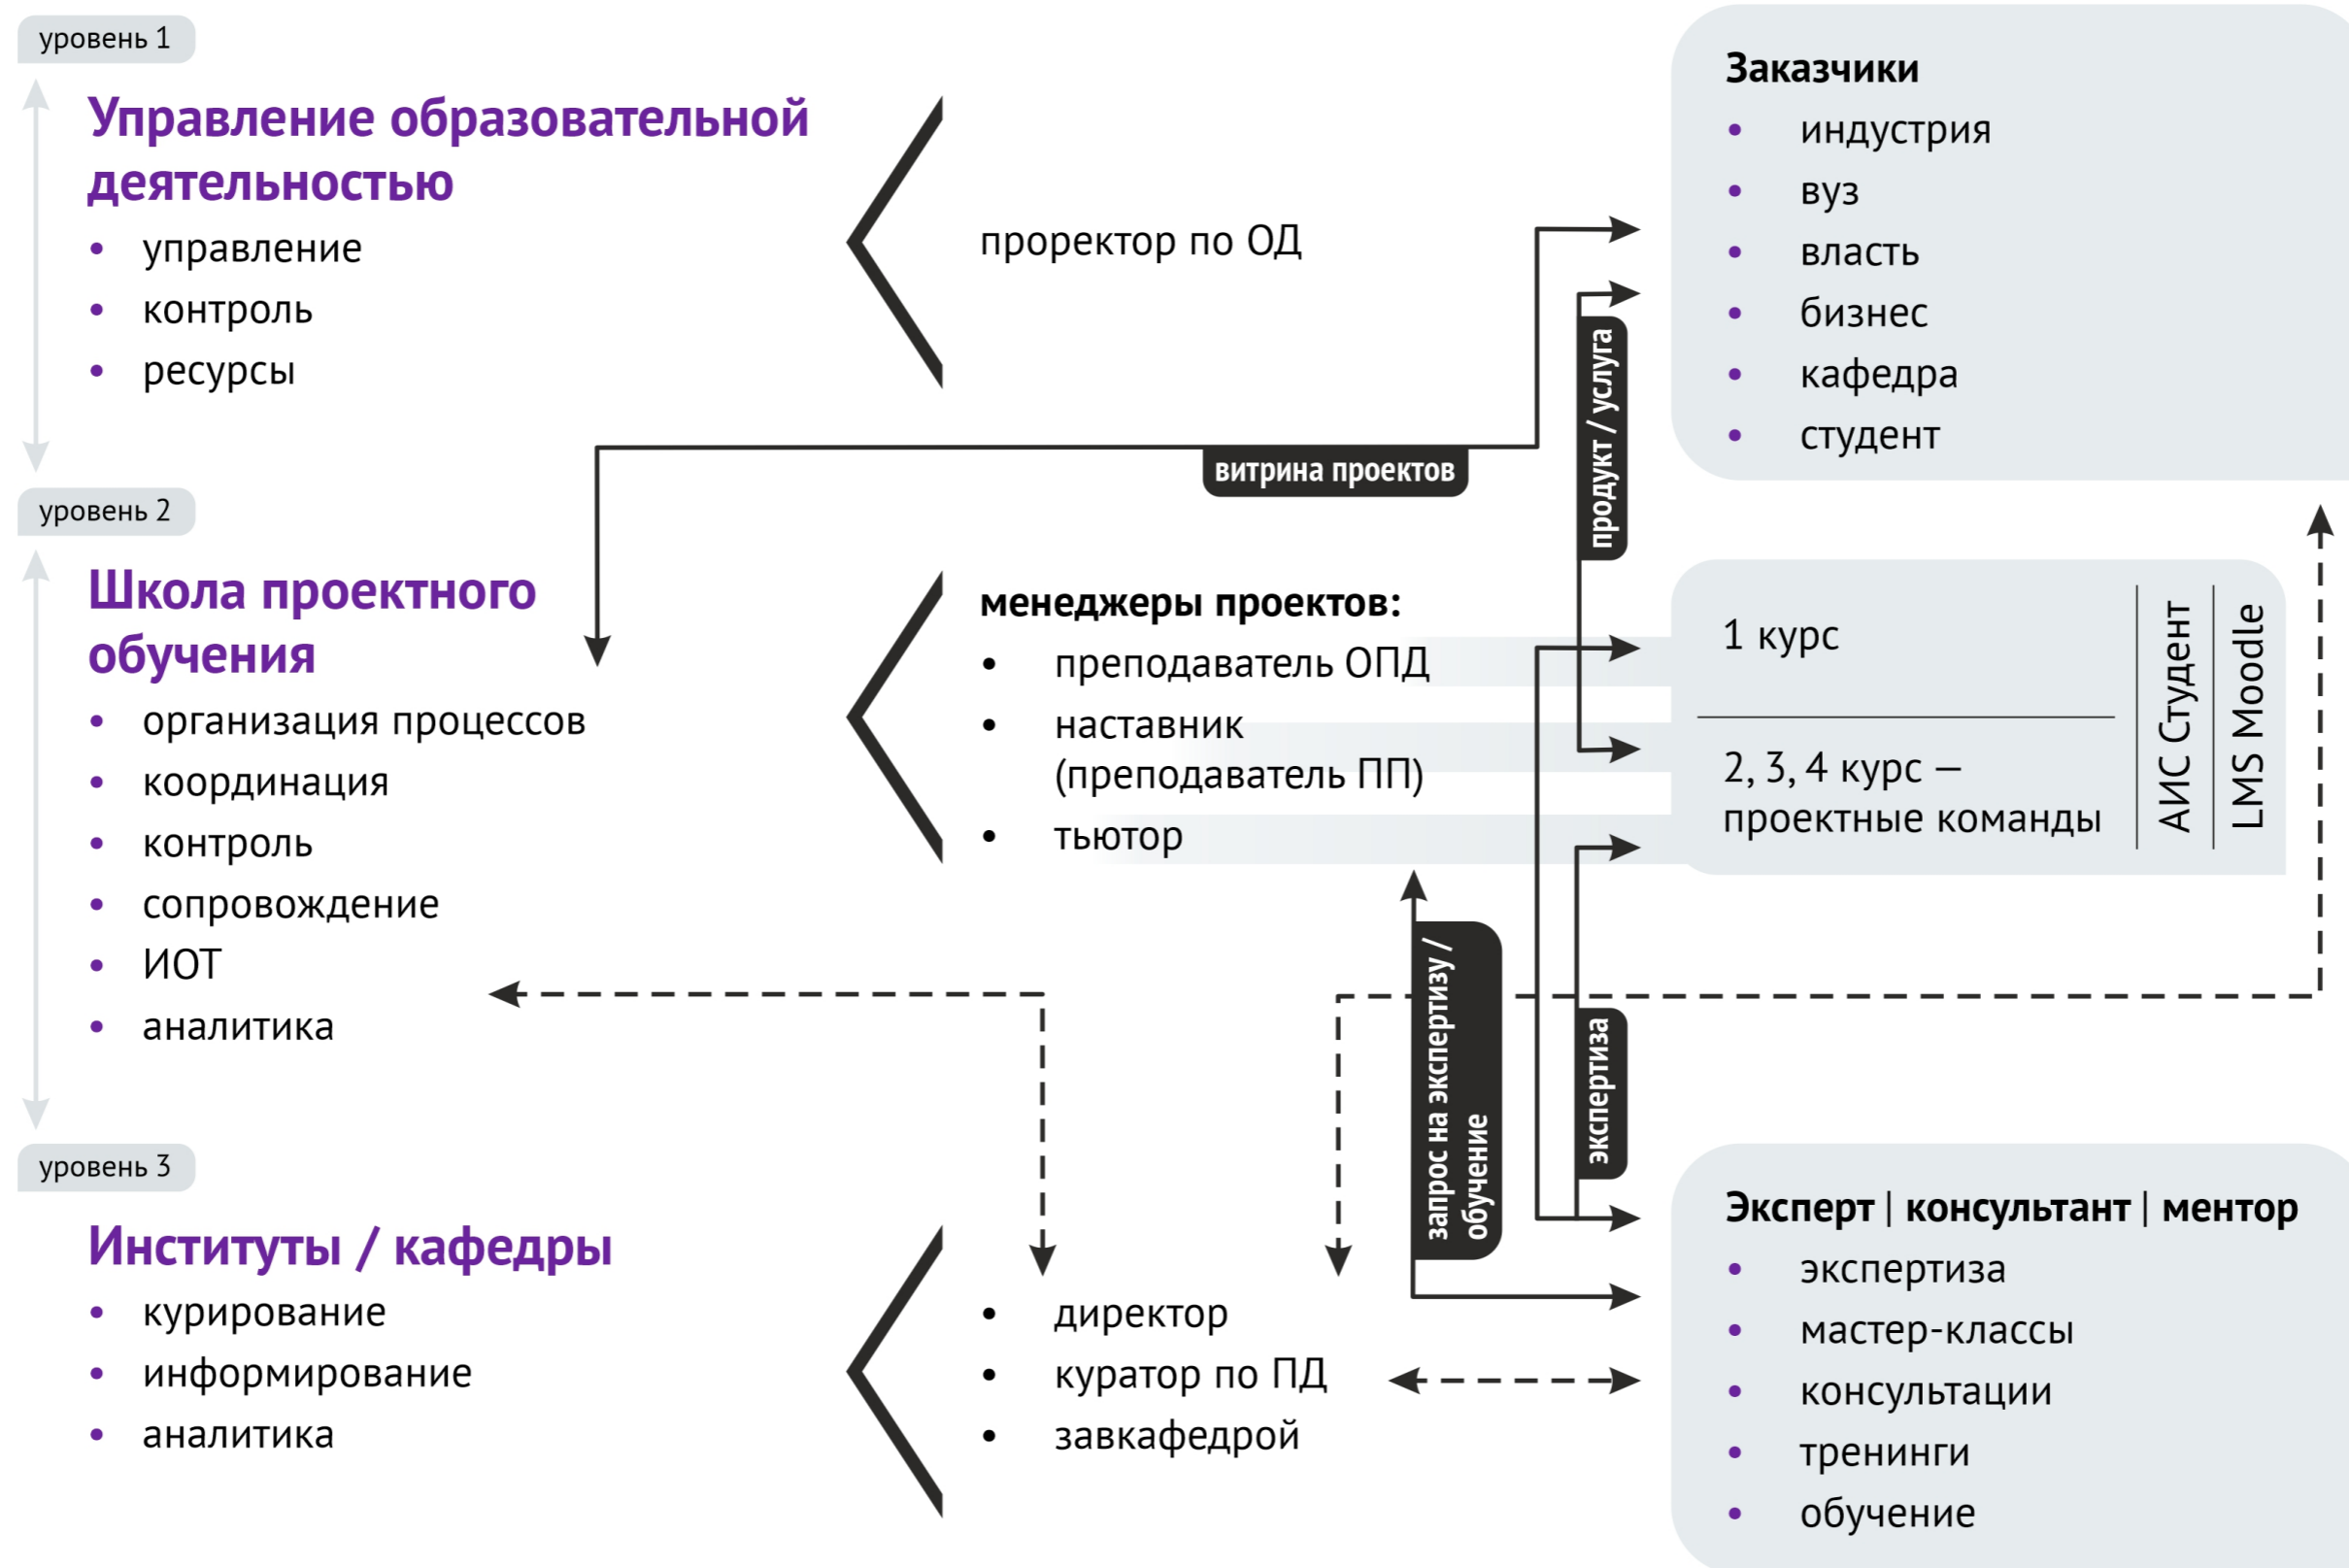 уровень 1
Управление образовательной
деятельностью
• управление
• контроль
• ресурсы
проректор по ОД
Заказчики
• индустрия
• вуз
• власть
• бизнес
• кафедра
• студент
витрина проектов
продукт / услуга
уровень 2
Школа проектного
обучения
• организация процессов
• координация
• контроль
• сопровождение
• ИОТ
• аналитика
менеджеры проектов:
• преподаватель ОПД
• наставник
(преподаватель ПП)
• тьютор
1 курс
2, 3, 4 курс —
проектные команды
АИС Студент
LMS Moodle
запрос на экспертизу /
обучение
экспертиза
уровень 3
Институты / кафедры
• курирование
• информирование
• аналитика
• директор
• куратор по ПД
• завкафедрой
Эксперт | консультант | ментор
• экспертиза
• мастер-классы
• консультации
• тренинги
• обучение